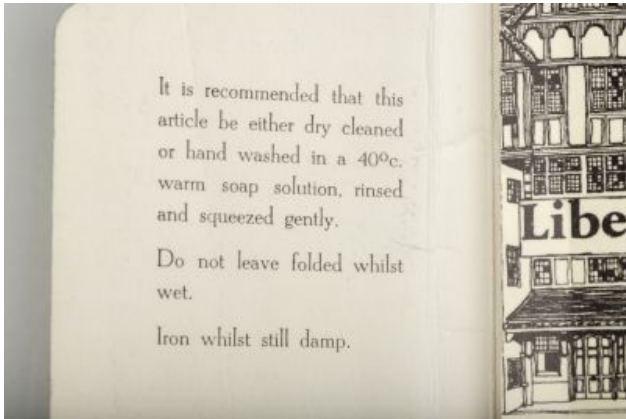 It is recommended that this
article be either dry cleaned
or hand washed in a 40ºc.
warm soap solution, rinsed
and squeezed gently.
Do not leave folded whilst
wet.
Iron whilst still damp.
Libe